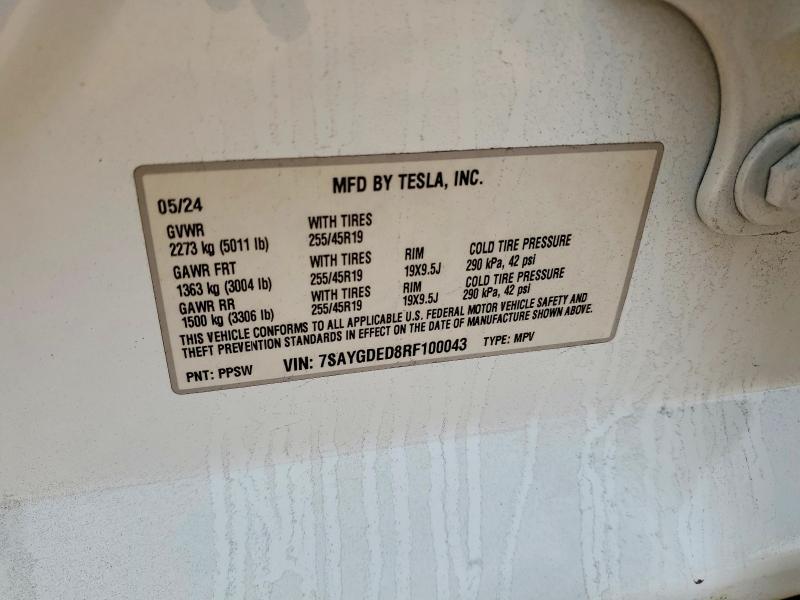 MFD BY TESLA, INC.
05/24
GVWR WITH TIRES
2273 kg (5011 lb) 255/45R19
GAWR FRT WITH TIRES RIM COLD TIRE PRESSURE
1363 kg (3004 lb) 255/45R19 19X9.5J 290 kPa, 42 psi
GAWR RR WITH TIRES RIM COLD TIRE PRESSURE
1500 kg (3306 lb) 255/45R19 19X9.5J 290 kPa, 42 psi
THIS VEHICLE CONFORMS TO ALL APPLICABLE U.S. FEDERAL MOTOR VEHICLE SAFETY AND
THEFT PREVENTION STANDARDS IN EFFECT ON THE DATE OF MANUFACTURE SHOWN ABOVE.
PNT: PPSW VIN: 7SAYGDED8RF100043 TYPE: MPV